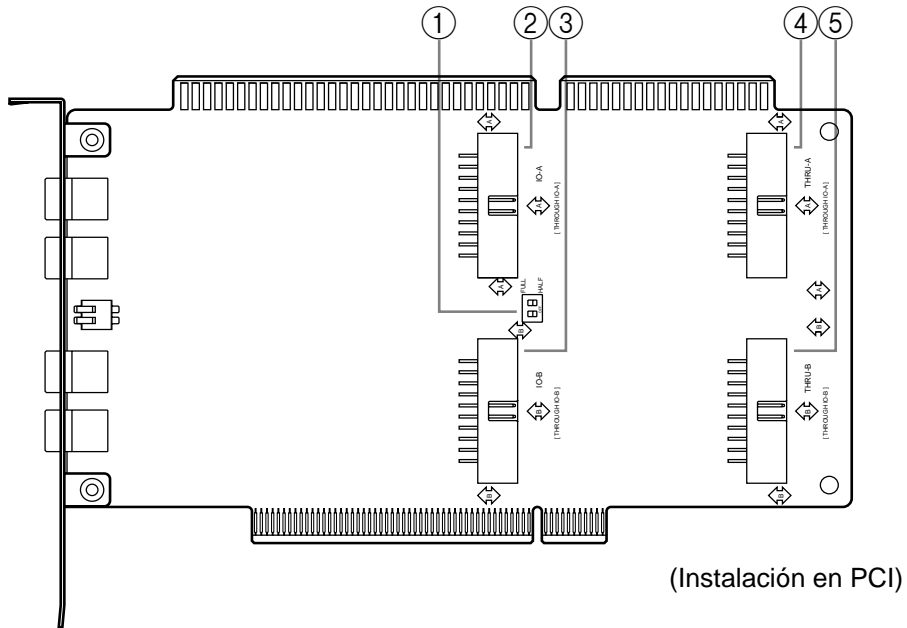 ① ② ③ ④ ⑤
A
A
IO-A
A
[ THROUGH IO-A ]
THRU-A
A
[ THROUGH IO-A ]
A
FULL
HALF
A
B
B
IO-B
B
[ THROUGH IO-B ]
THRU-B
B
[ THROUGH IO-B ]
B
B
(Instalación en PCI)